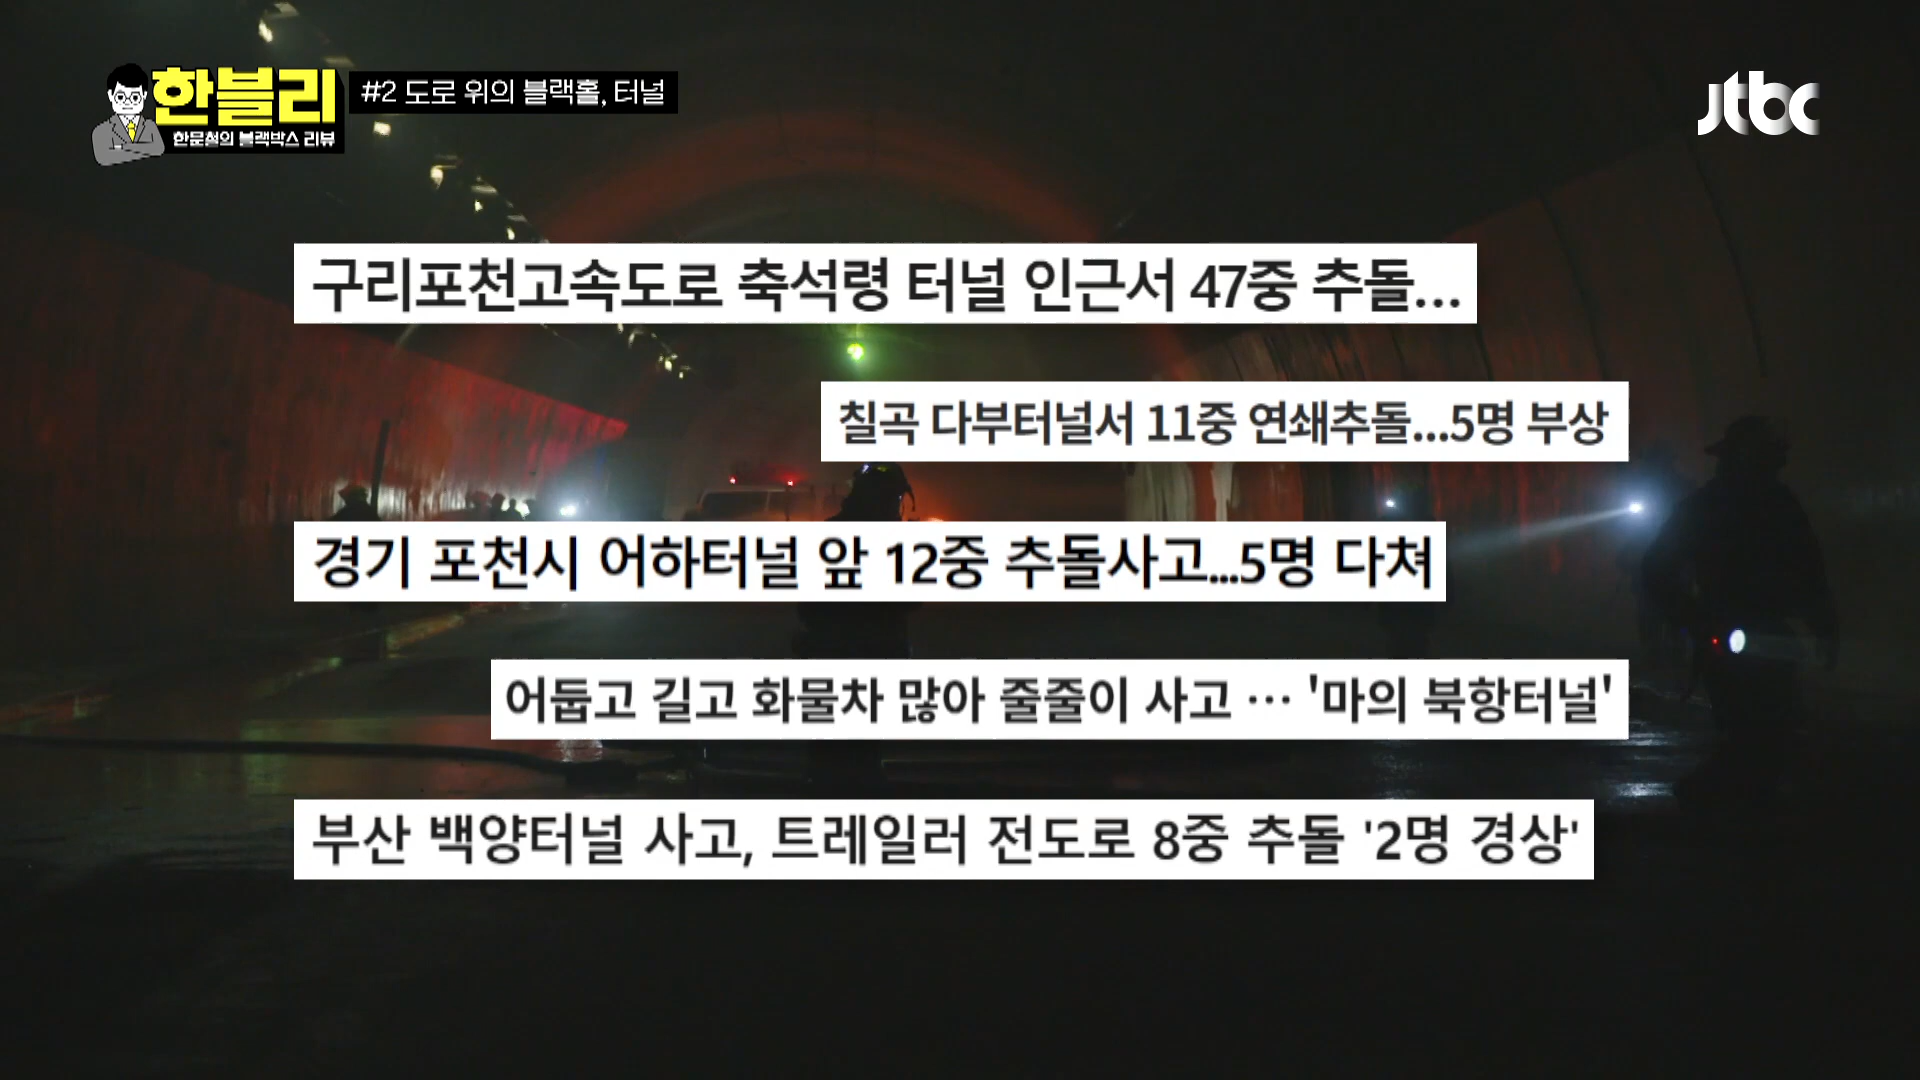 한블리
한문철의 블랙박스 리뷰
#2 도로 위의 블랙홀, 터널
jtbc
구리포천고속도로 축석령 터널 인근서 47중 추돌...
칠곡 다부터널서 11중 연쇄추돌...5명 부상
경기 포천시 어하터널 앞 12중 추돌사고...5명 다쳐
어둡고 길고 화물차 많아 줄줄이 사고 … '마의 북항터널'
부산 백양터널 사고, 트레일러 전도로 8중 추돌 '2명 경상'